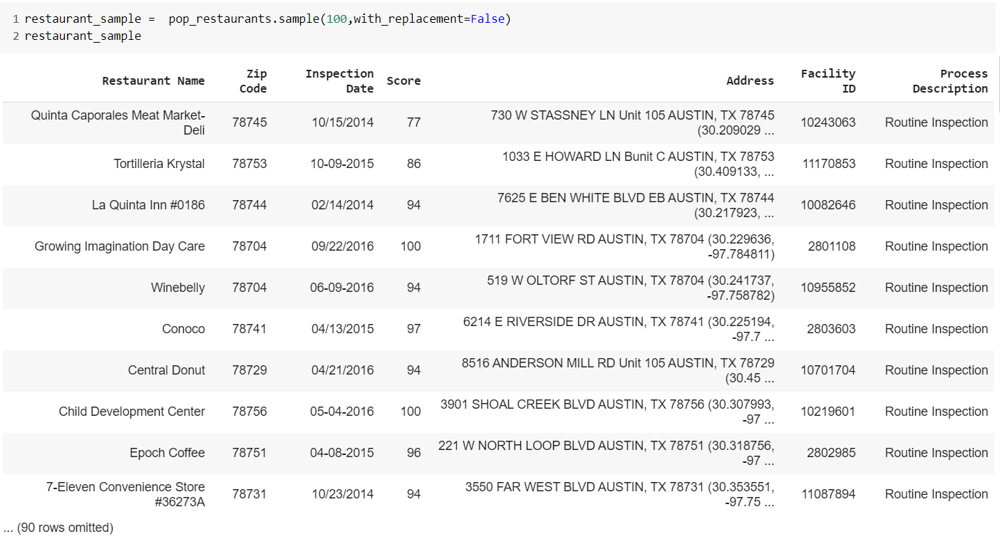 1 restaurant_sample =  pop_restaurants.sample(100,with_replacement=False)
2 restaurant_sample
Restaurant Name Zip Code Inspection Date Score Address Facility ID Process Description
Quinta Caporales Meat Market-Deli 78745 10/15/2014 77 730 W STASSNEY LN Unit 105 AUSTIN, TX 78745 (30.209029 ... 10243063 Routine Inspection
Tortilleria Krystal 78753 10-09-2015 86 1033 E HOWARD LN Bunit C AUSTIN, TX 78753 (30.409133, ... 11170853 Routine Inspection
La Quinta Inn #0186 78744 02/14/2014 94 7625 E BEN WHITE BLVD EB AUSTIN, TX 78744 (30.217923, ... 10082646 Routine Inspection
Growing Imagination Day Care 78704 09/22/2016 100 1711 FORT VIEW RD AUSTIN, TX 78704 (30.229636, -97.784811) 2801108 Routine Inspection
Winebelly 78704 06-09-2016 94 519 W OLTORF ST AUSTIN, TX 78704 (30.241737, -97.758782) 10955852 Routine Inspection
Conoco 78741 04/13/2015 97 6214 E RIVERSIDE DR AUSTIN, TX 78741 (30.225194, -97.7 ... 2803603 Routine Inspection
Central Donut 78729 04/21/2016 94 8516 ANDERSON MILL RD Unit 105 AUSTIN, TX 78729 (30.45 ... 10701704 Routine Inspection
Child Development Center 78756 05-04-2016 100 3901 SHOAL CREEK BLVD AUSTIN, TX 78756 (30.307993, -97 ... 10219601 Routine Inspection
Epoch Coffee 78751 04-08-2015 96 221 W NORTH LOOP BLVD AUSTIN, TX 78751 (30.318756, -97 ... 2802985 Routine Inspection
7-Eleven Convenience Store #36273A 78731 10/23/2014 94 3550 FAR WEST BLVD AUSTIN, TX 78731 (30.353551, -97.75 ... 11087894 Routine Inspection
... (90 rows omitted)